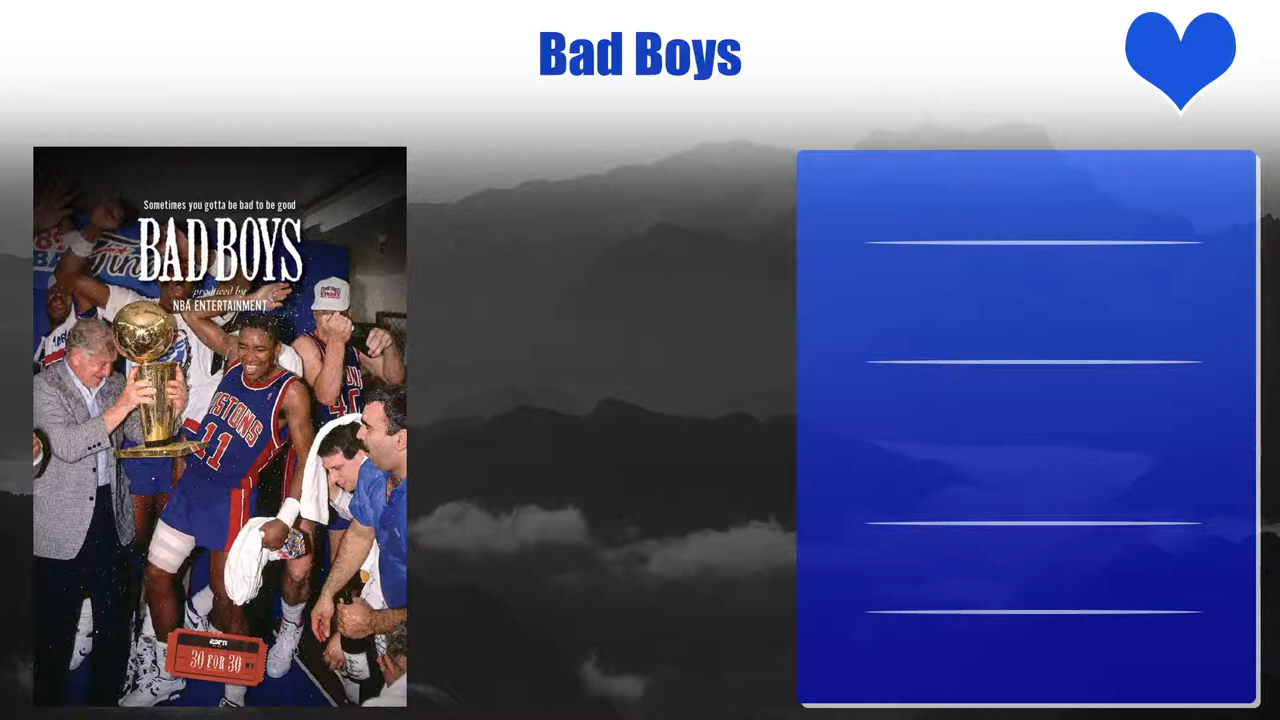 Bad Boys
Sometimes you gotta be bad to be good
BAD BOYS
produced by
NBA ENTERTAINMENT
PISTONS
11
ESPN
30 FOR 30